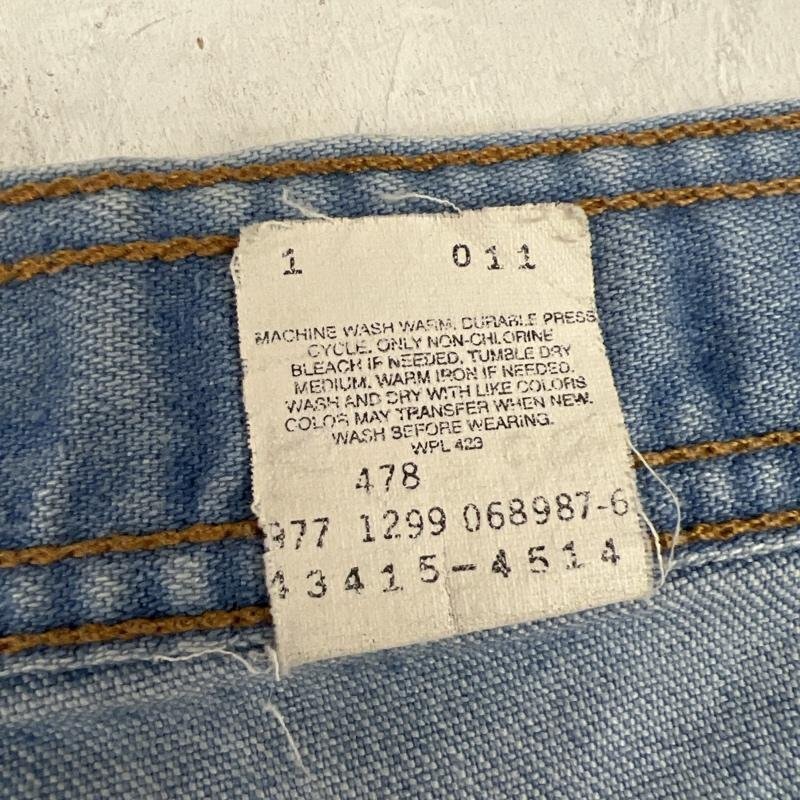 1 011
MACHINE WASH WARM. DURABLE PRESS
CYCLE. ONLY NON-CHLORINE
BLEACH IF NEEDED. TUMBLE DRY
MEDIUM. WARM IRON IF NEEDED.
WASH AND DRY WITH LIKE COLORS
COLOR MAY TRANSFER WHEN NEW.
WASH BEFORE WEARING.
WPL 423
478
977 1299 068987-6
43415-4514